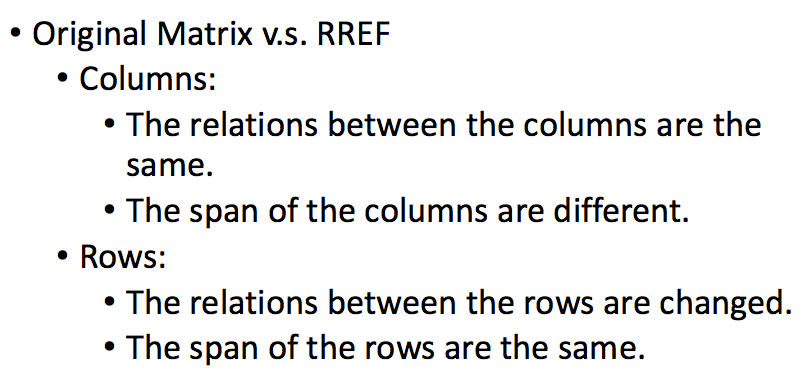 • Original Matrix v.s. RREF
• Columns:
• The relations between the columns are the
same.
• The span of the columns are different.
• Rows:
• The relations between the rows are changed.
• The span of the rows are the same.